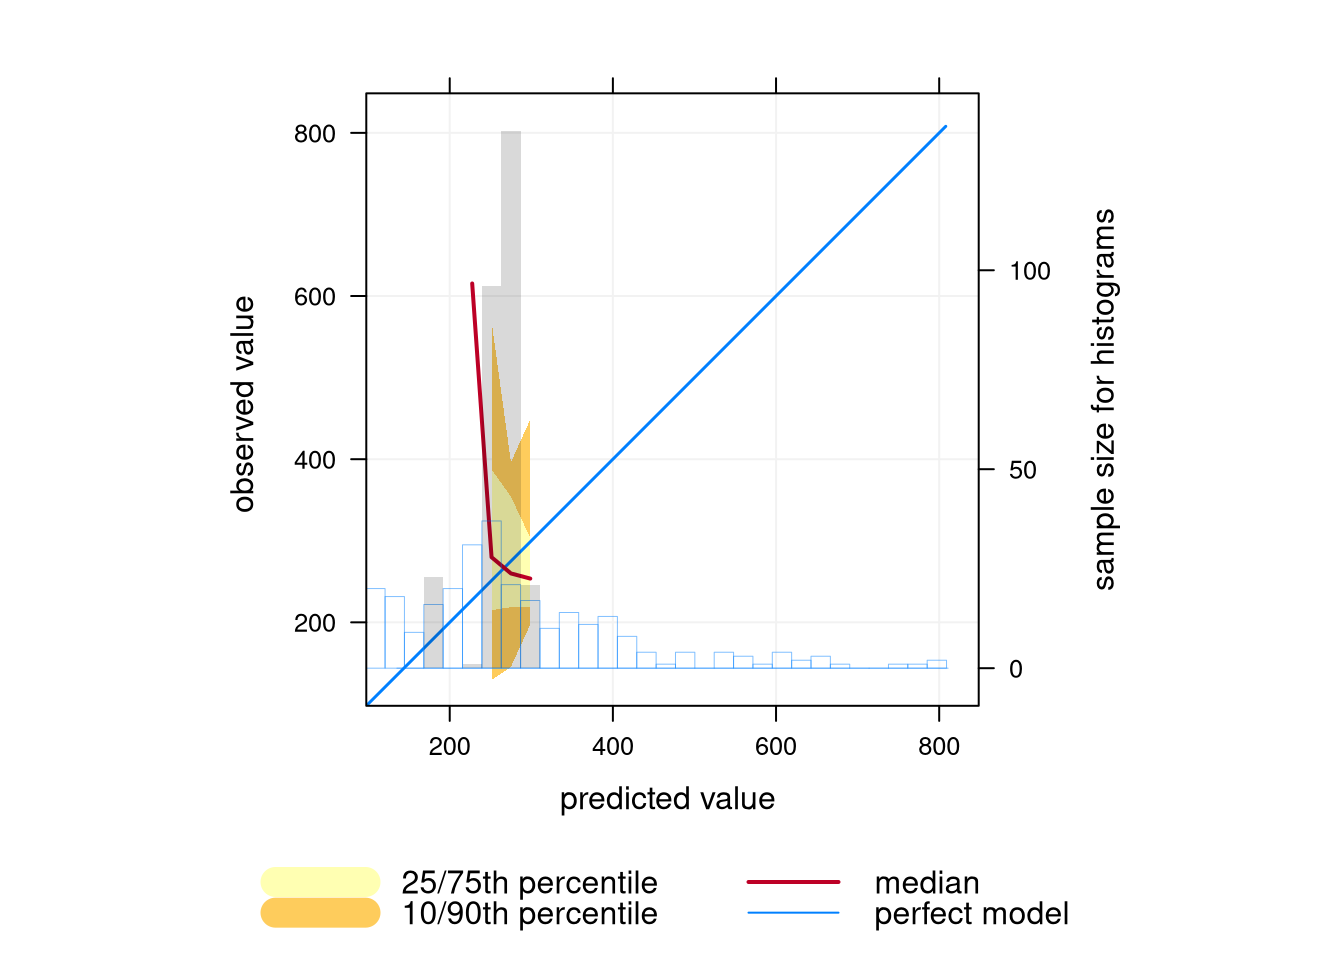 800
600
400
200
observed value
100
50
0
sample size for histograms
200 400 600 800
predicted value
25/75th percentile
10/90th percentile
median
perfect model